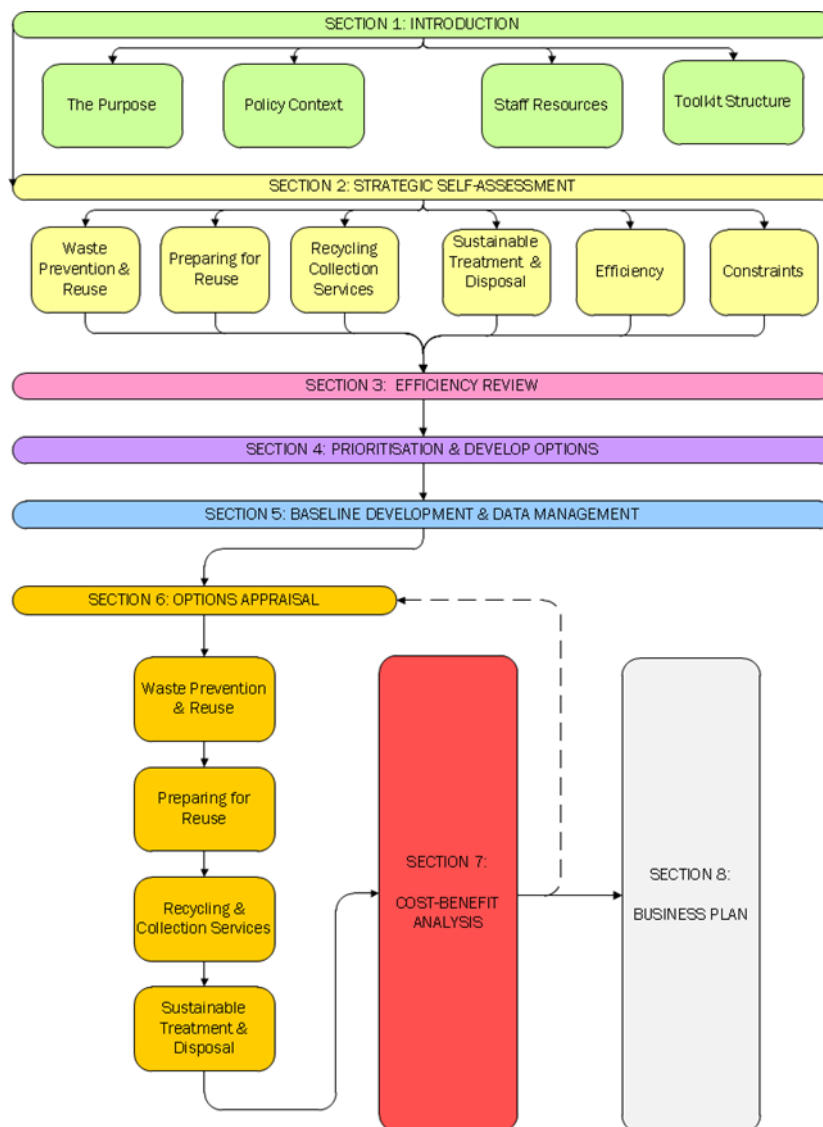 SECTION 1: INTRODUCTION
The Purpose
Policy Context
Staff Resources
Toolkit Structure
SECTION 2: STRATEGIC SELF-ASSESSMENT
Waste
Prevention &
Reuse
Preparing for
Reuse
Recycling
Collection
Services
Sustainable
Treatment &
Disposal
Efficiency
Constraints
SECTION 3: EFFICIENCY REVIEW
SECTION 4: PRIORITISATION & DEVELOP OPTIONS
SECTION 5: BASELINE DEVELOPMENT & DATA MANAGEMENT
SECTION 6: OPTIONS APPRAISAL
Waste Prevention
& Reuse
Preparing for
Reuse
Recycling &
Collection Services
Sustainable
Treatment &
Disposal
SECTION 7:
COST-BENEFIT
ANALYSIS
SECTION 8:
BUSINESS PLAN